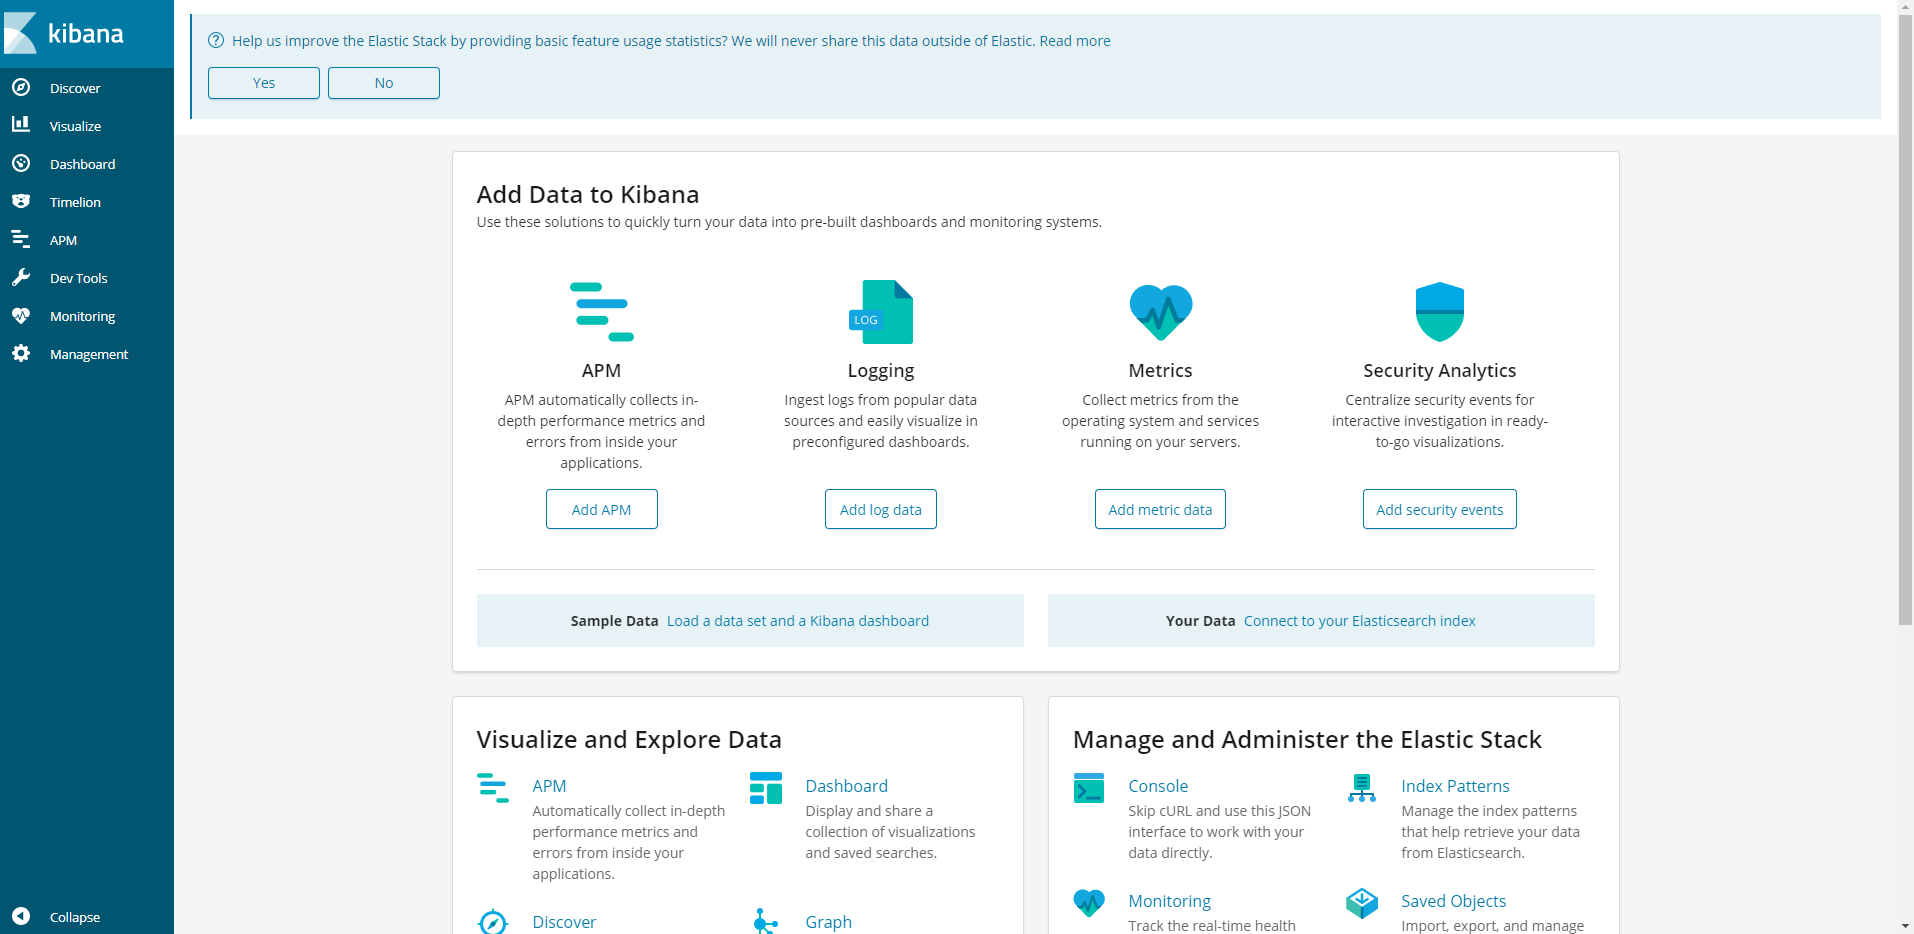 kibana
Discover
Visualize
Dashboard
Timelion
APM
Dev Tools
Monitoring
Management
Collapse
Help us improve the Elastic Stack by providing basic feature usage statistics? We will never share this data outside of Elastic. Read more
Yes
No
Add Data to Kibana
Use these solutions to quickly turn your data into pre-built dashboards and monitoring systems.
APM
APM automatically collects in-
depth performance metrics and
errors from inside your
applications.
Add APM
LOG
Logging
Ingest logs from popular data
sources and easily visualize in
preconfigured dashboards.
Add log data
Metrics
Collect metrics from the
operating system and services
running on your servers.
Add metric data
Security Analytics
Centralize security events for
interactive investigation in ready-
to-go visualizations.
Add security events
Sample Data Load a data set and a Kibana dashboard
Your Data Connect to your Elasticsearch index
Visualize and Explore Data
APM
Automatically collect in-depth
performance metrics and
errors from inside your
applications.
Dashboard
Display and share a
collection of visualizations
and saved searches.
Discover
Graph
Manage and Administer the Elastic Stack
Console
Skip cURL and use this JSON
interface to work with your
data directly.
Index Patterns
Manage the index patterns
that help retrieve your data
from Elasticsearch.
Monitoring
Track the real-time health
Saved Objects
Import, export, and manage